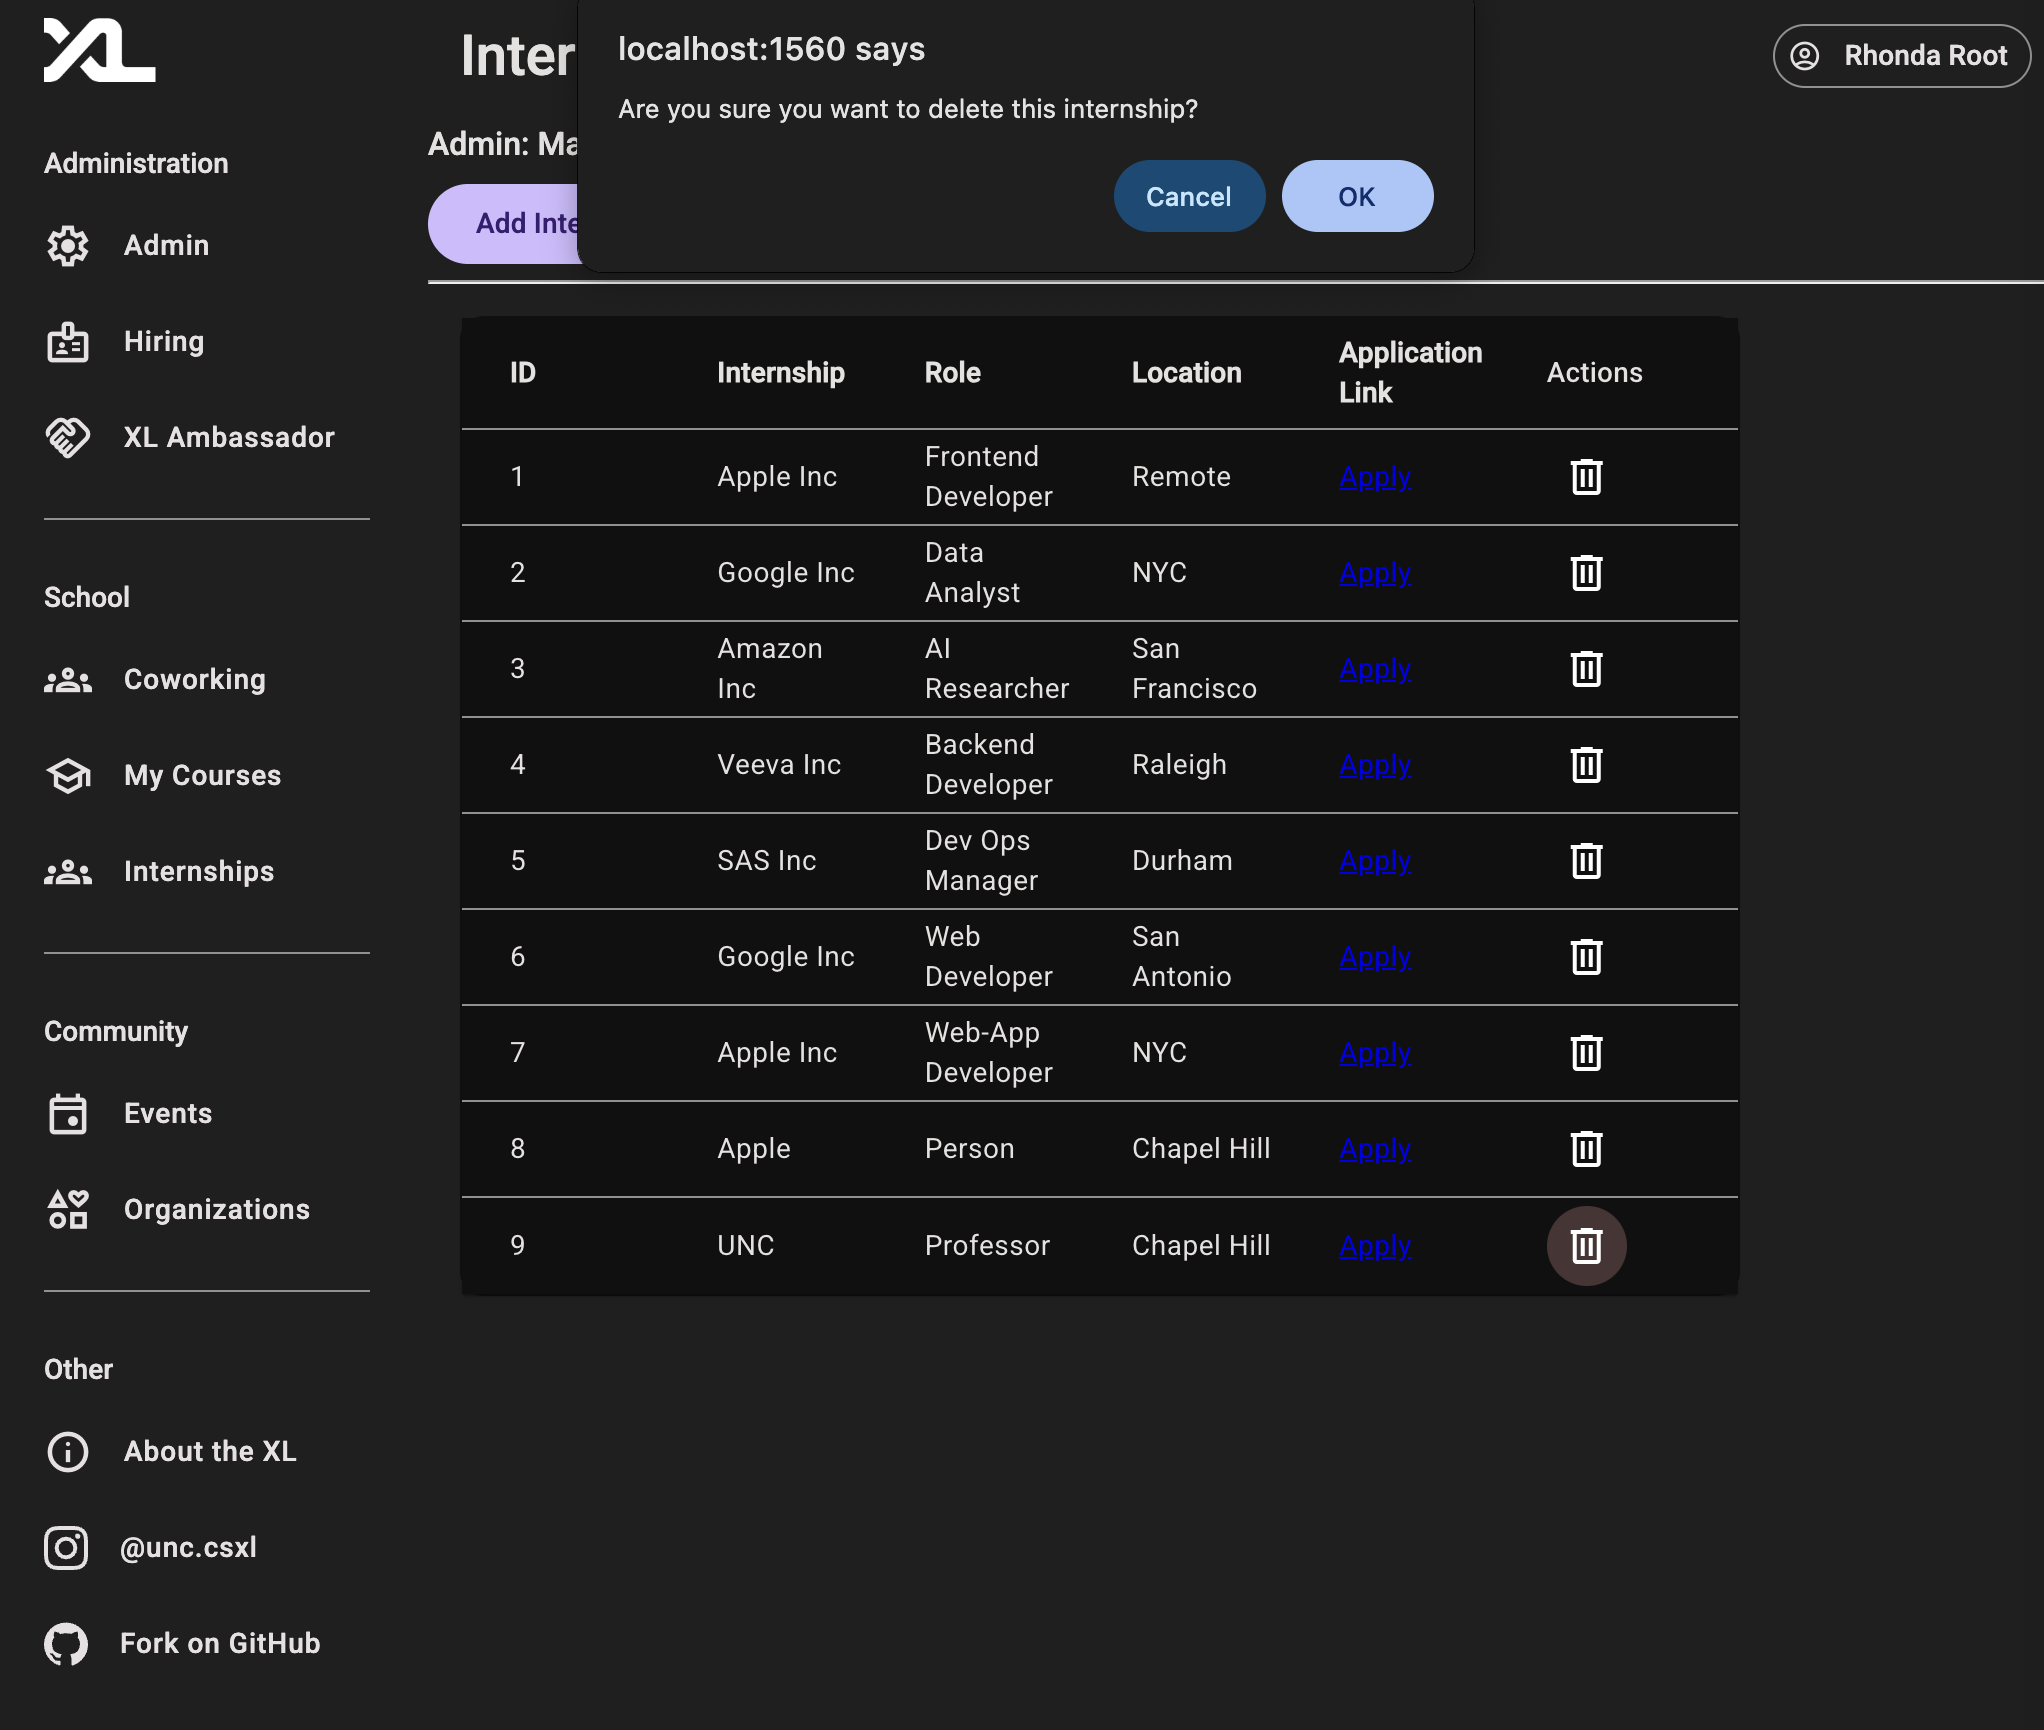 XL
Inter
localhost:1560 says
Are you sure you want to delete this internship?
Cancel
OK
Rhonda Root
Admin: Ma
Add Inte
Administration
Admin
Hiring
XL Ambassador
School
Coworking
My Courses
Internships
Community
Events
Organizations
Other
About the XL
@unc.csxl
Fork on GitHub
ID Internship Role Location Application Link Actions
1 Apple Inc Frontend Developer Remote Apply
2 Google Inc Data Analyst NYC Apply
3 Amazon Inc AI Researcher San Francisco Apply
4 Veeva Inc Backend Developer Raleigh Apply
5 SAS Inc Dev Ops Manager Durham Apply
6 Google Inc Web Developer San Antonio Apply
7 Apple Inc Web-App Developer NYC Apply
8 Apple Person Chapel Hill Apply
9 UNC Professor Chapel Hill Apply